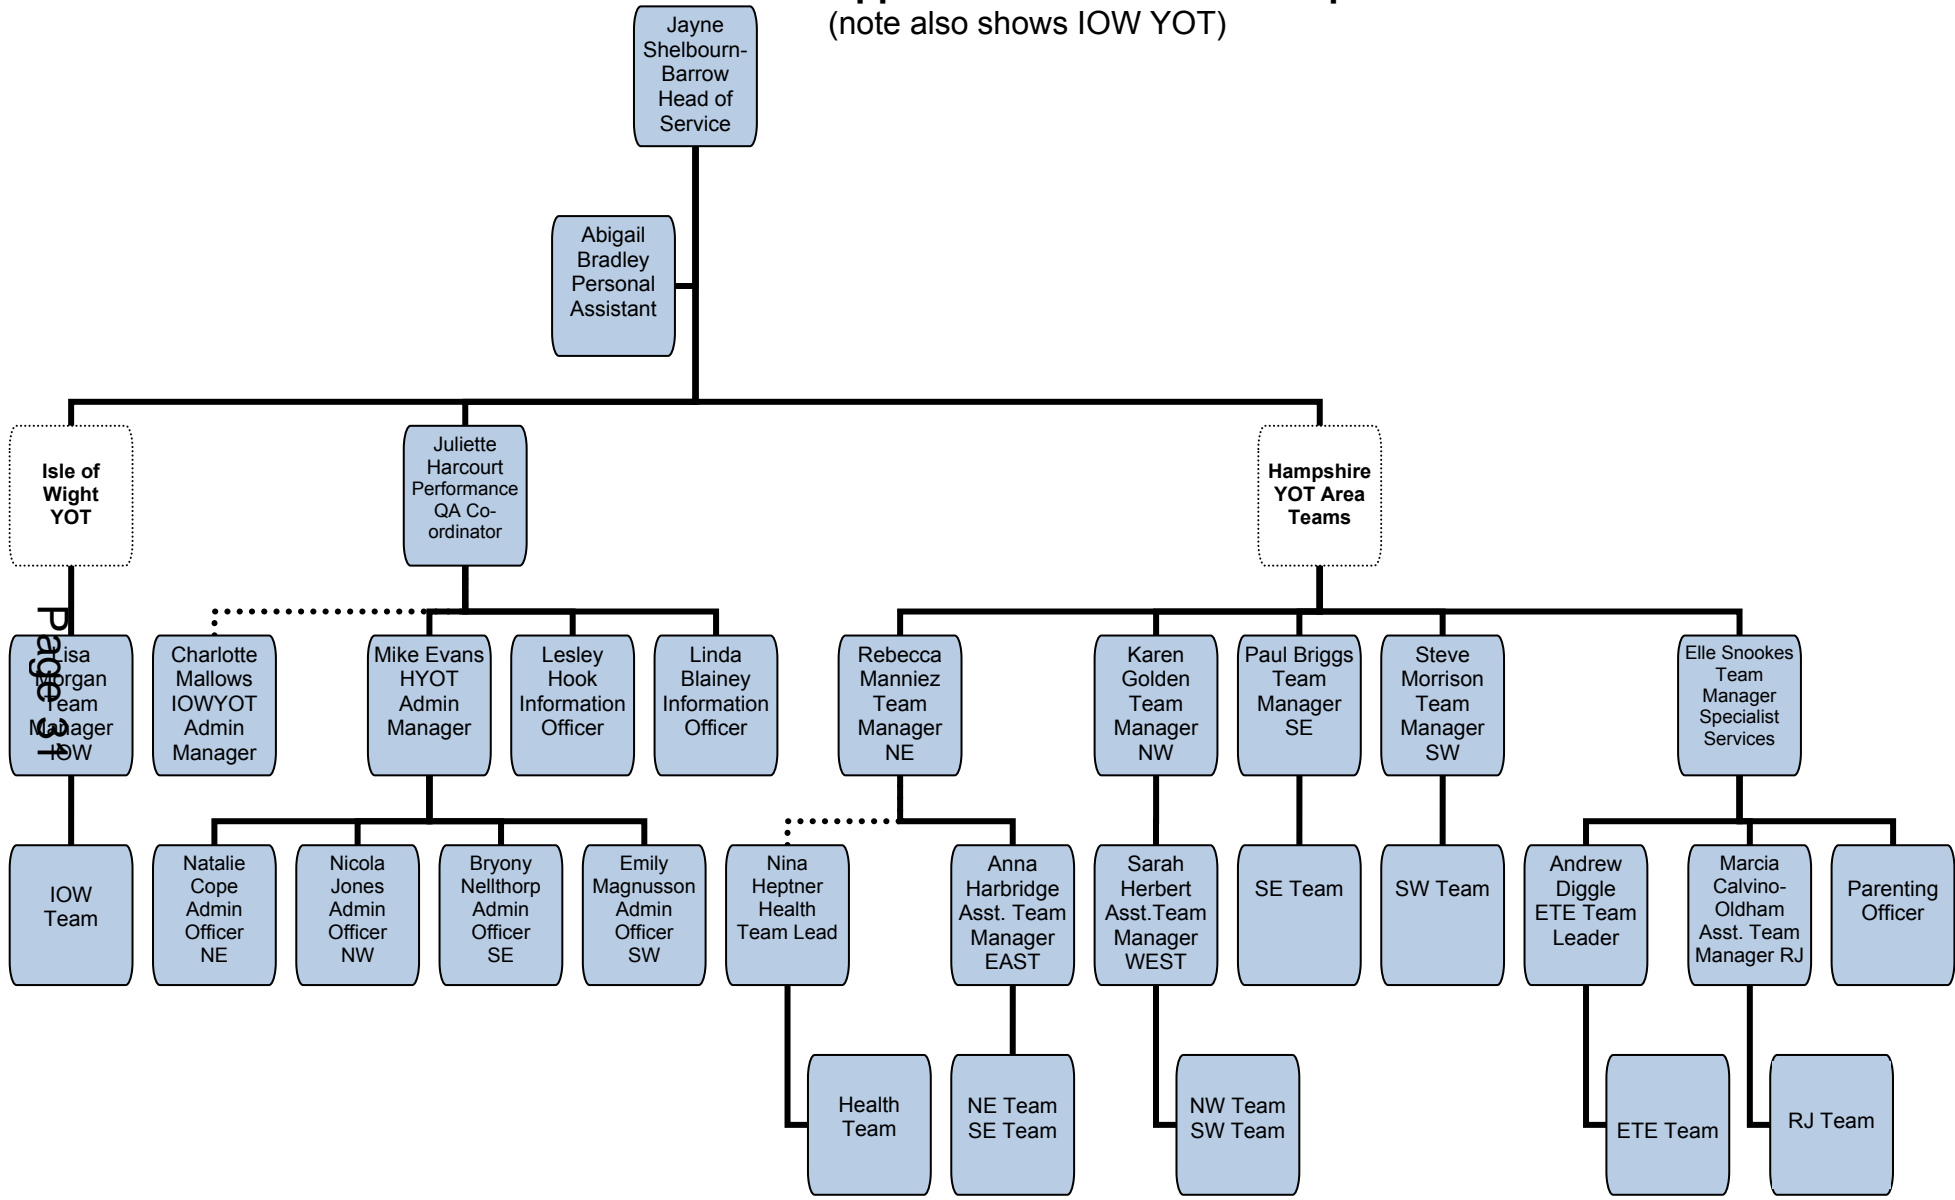 (note also shows IOW YOT)
Jayne
Shelbourn-
Barrow
Head of
Service
Abigail
Bradley
Personal
Assistant
Isle of
Wight
YOT
Juliette
Harcourt
Performance
QA Co-
ordinator
Hampshire
YOT Area
Teams
Page 31
Lisa
Morgan
Team
Manager
IOW
Charlotte
Mallows
IOWYOT
Admin
Manager
Mike Evans
HYOT
Admin
Manager
Lesley
Hook
Information
Officer
Linda
Blainey
Information
Officer
Rebecca
Manniez
Team
Manager
NE
Karen
Golden
Team
Manager
NW
Paul Briggs
Team
Manager
SE
Steve
Morrison
Team
Manager
SW
Elle Snookes
Team
Manager
Specialist
Services
IOW
Team
Natalie
Cope
Admin
Officer
NE
Nicola
Jones
Admin
Officer
NW
Bryony
Nellthorp
Admin
Officer
SE
Emily
Magnusson
Admin
Officer
SW
Nina
Heptner
Health
Team Lead
Anna
Harbridge
Asst. Team
Manager
EAST
Sarah
Herbert
Asst.Team
Manager
WEST
SE Team
SW Team
Andrew
Diggle
ETE Team
Leader
Marcia
Calvino-
Oldham
Asst. Team
Manager RJ
Parenting
Officer
Health
Team
NE Team
SE Team
NW Team
SW Team
ETE Team
RJ Team